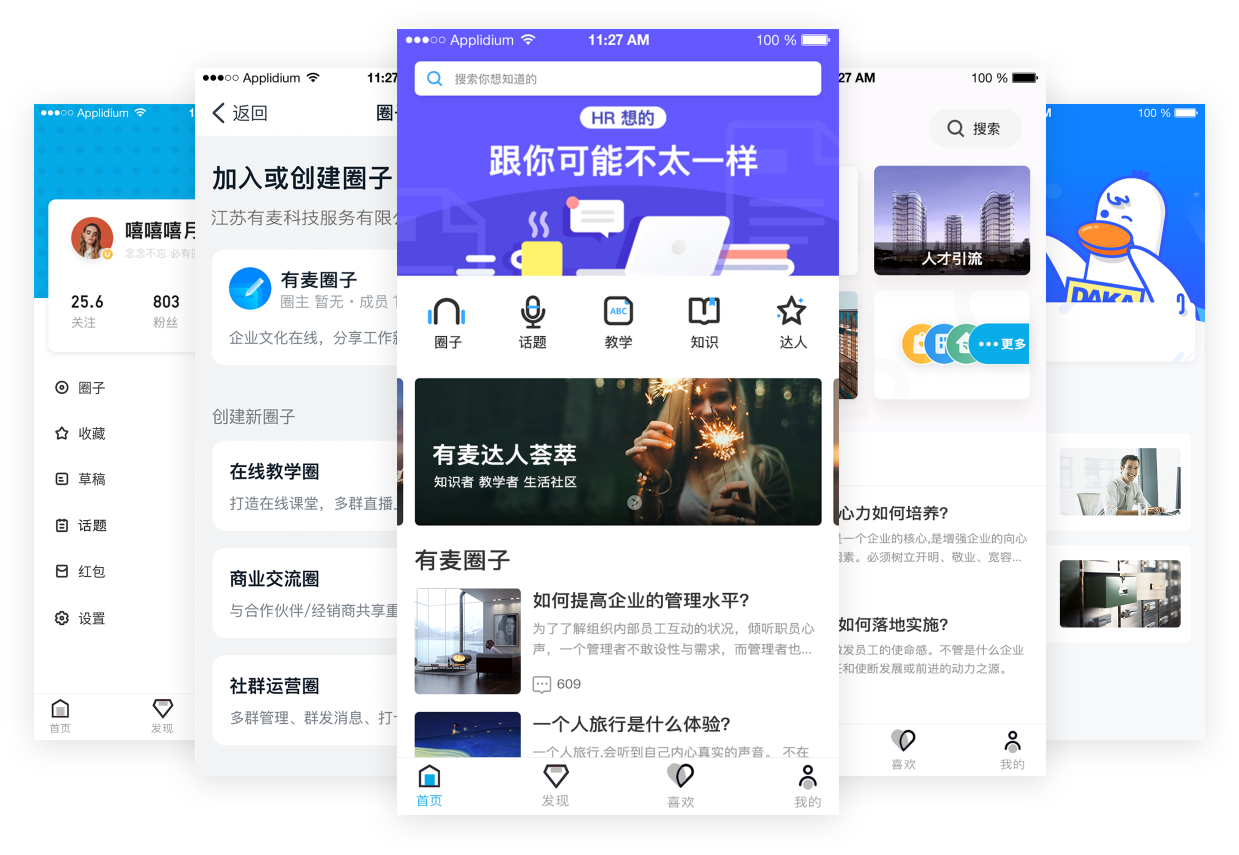 Applidium
100 %
嘻嘻嘻
念念不忘 必有
25.6
803
关注
粉丝
圈子
收藏
草稿
话题
红包
设置
首页
发现
Applidium
11:27
100 %
返回
加入或创建圈子
江苏有麦科技服务有限
有麦圈子
圈主 暂无·成员
企业文化在线，分享工作
创建新圈子
在线教学圈
打造在线课堂，多群直播
商业交流圈
与合作伙伴/经销商共享
社群运营圈
多群管理、群发消息、打
Applidium
11:27 AM
100 %
搜索你想知道的
HR 想的
跟你可能不太一样
圈子
话题
ABC
教学
知识
达人
有麦达人荟萃
知识者 教学者 生活社区
有麦圈子
如何提高企业的管理水平?
为了了解组织内部员工互动的状况，倾听职员心
声，一个管理者不敢设性与需求，而管理者也...
609
一个人旅行是什么体验?
一个人旅行,会听到自己内心真实的声音。 不在
首页
发现
喜欢
我的
27 AM
搜索
人才引流
更多
心力如何培养?
一个企业的核心,是增强企业的向心
素。必须树立开明、敬业、宽容...
如何落地实施?
发员工的使命感。不管是什么企业
和使断发展或前进的动力之源。
喜欢
我的
DAKA